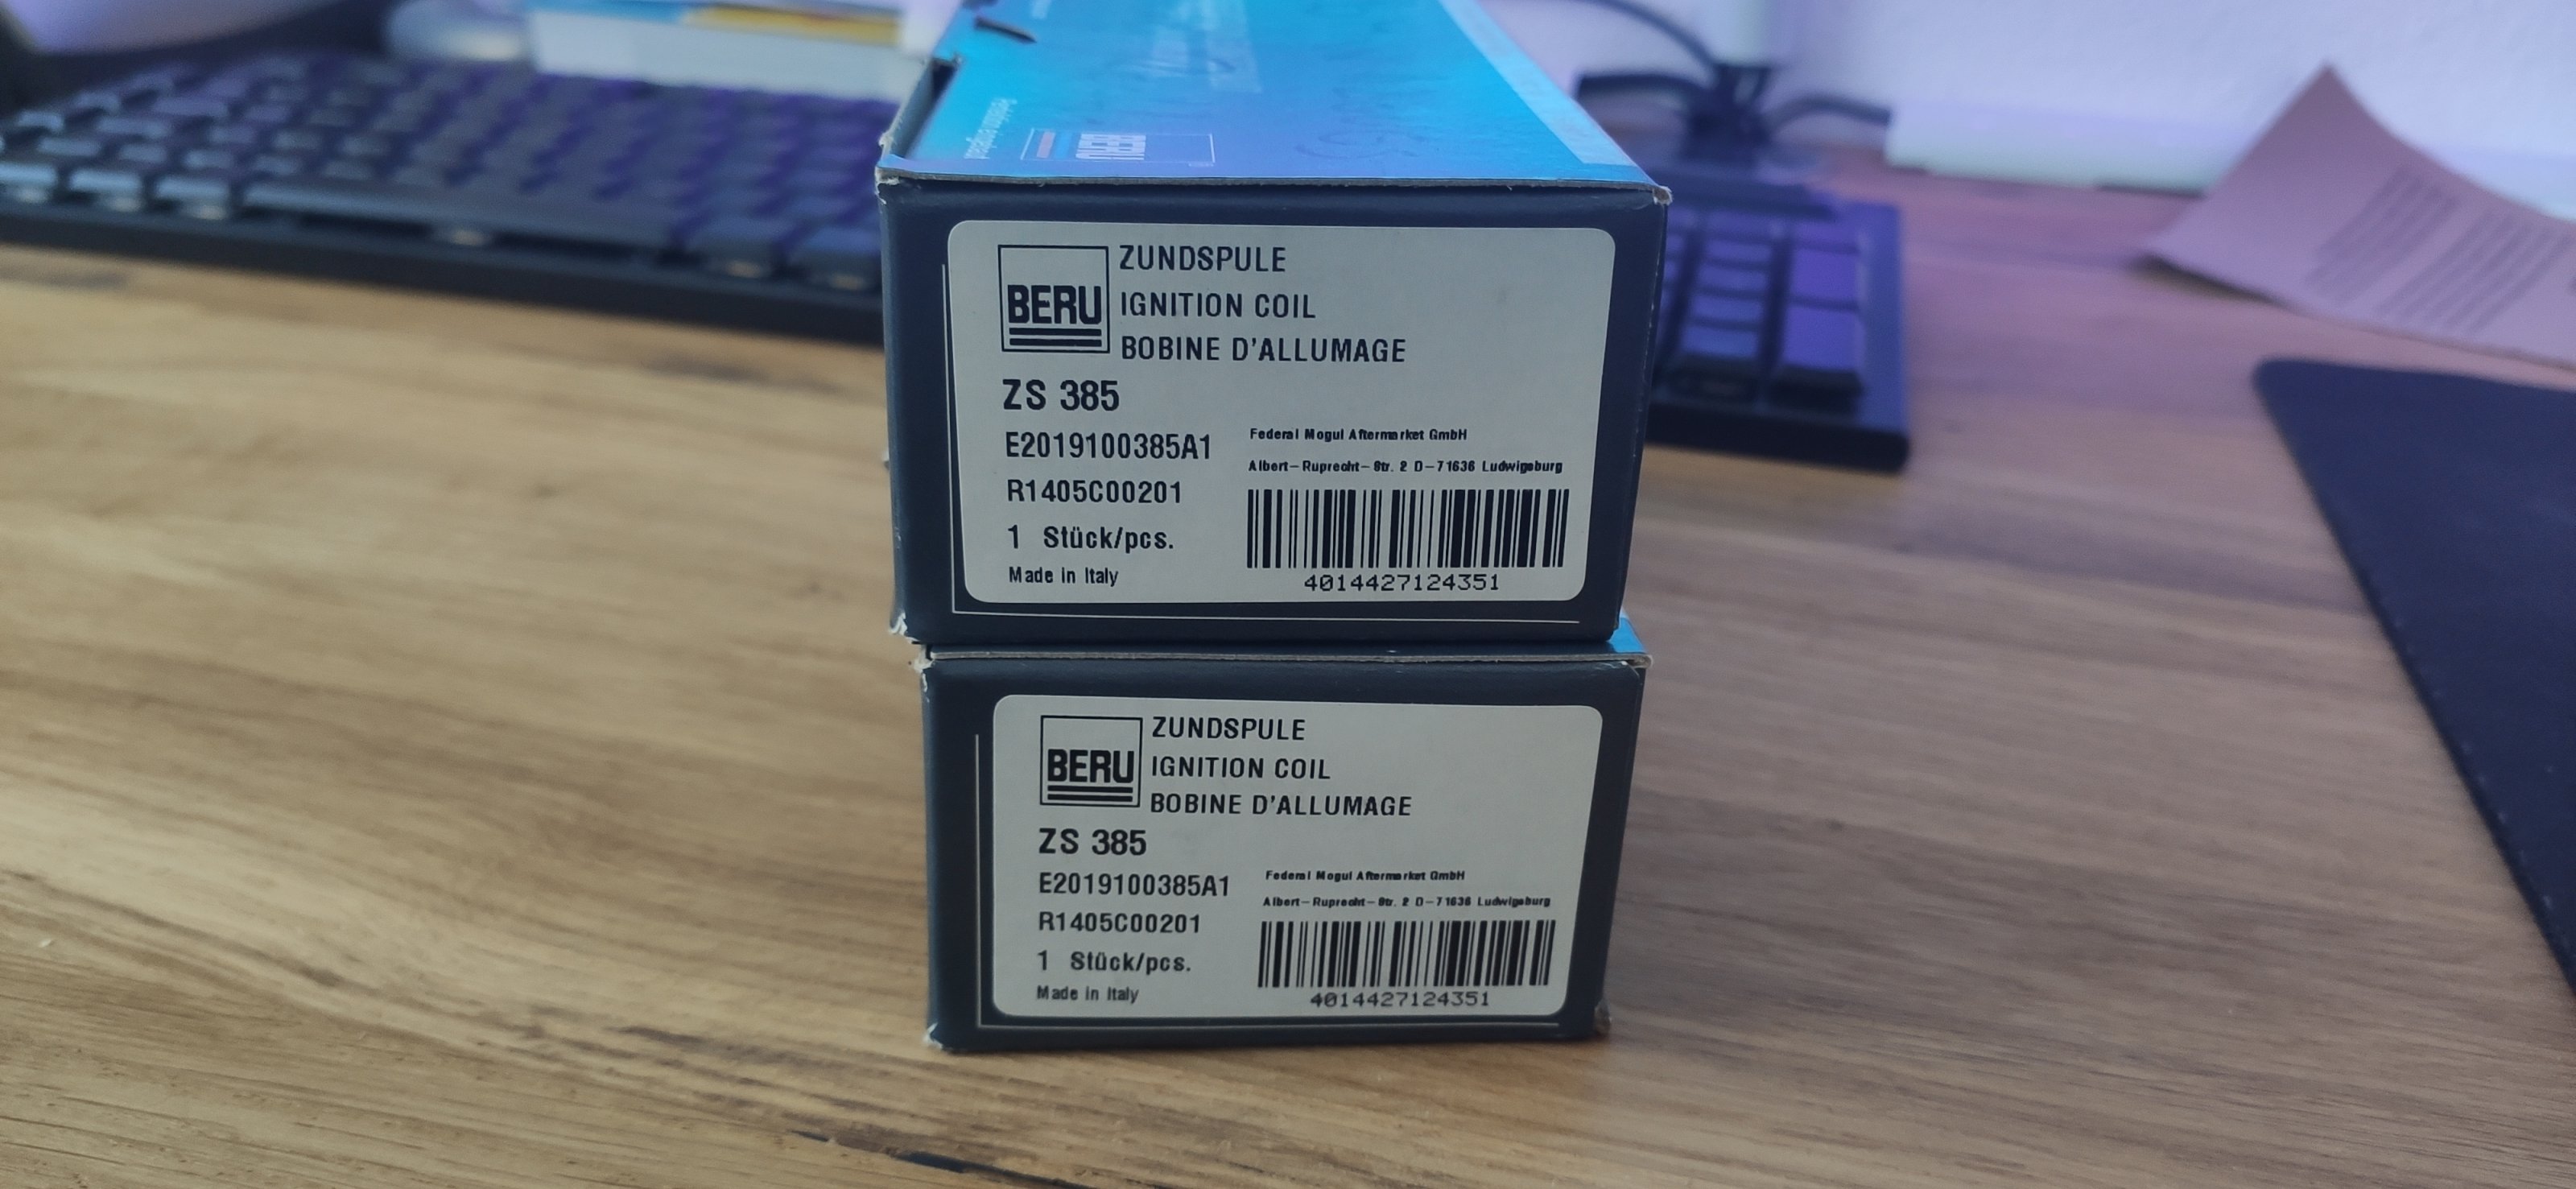 BERU
ZUNDSPULE
IGNITION COIL
BOBINE D'ALLUMAGE
ZS 385
E2019100385A1
R1405C00201
1 Stück/pcs.
Made in Italy
Federal Mogul Aftermarket GmbH
Albert-Ruprecht-Str. 2 D-71636 Ludwigsburg
4014427124351
BERU
ZUNDSPULE
IGNITION COIL
BOBINE D'ALLUMAGE
ZS 385
E2019100385A1
R1405C00201
1 Stück/pcs.
Made in Italy
Federal Mogul Aftermarket GmbH
Albert-Ruprecht-Str. 2 D-71636 Ludwigsburg
4014427124351
BERU